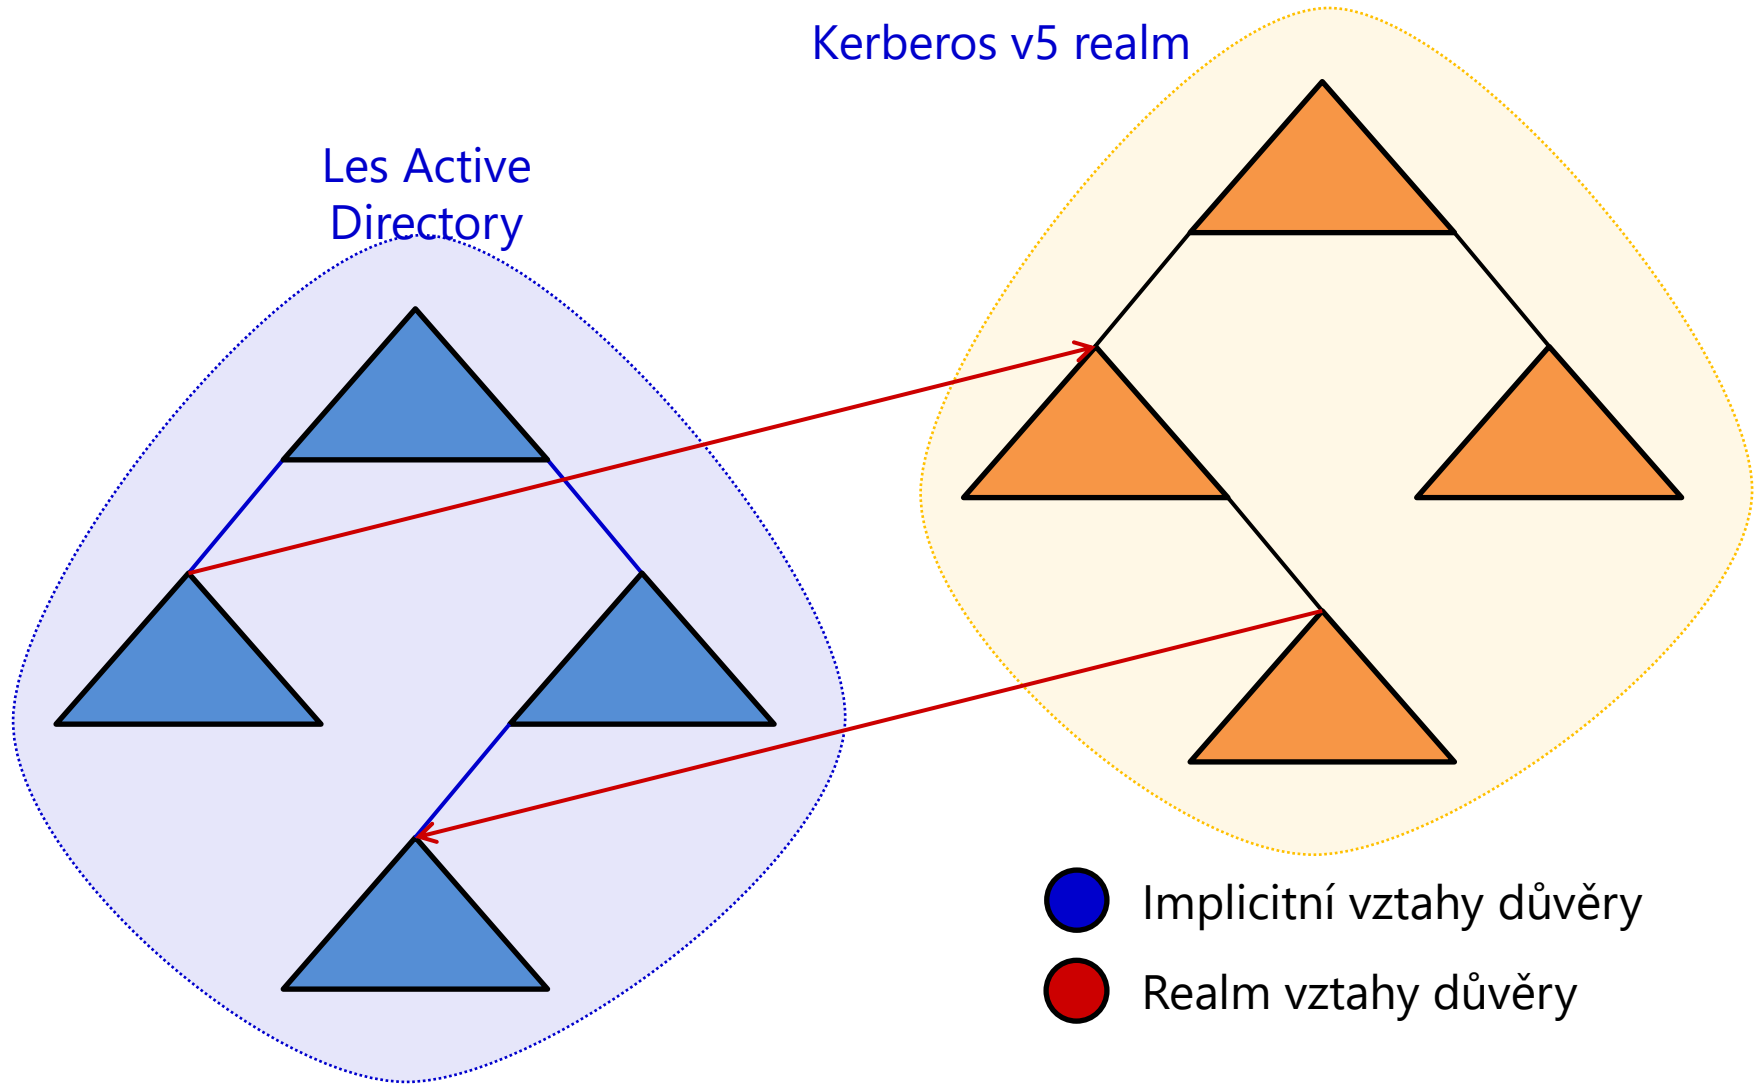 Kerberos v5 realm
Les Active
Directory
Implicitní vztahy důvěry
Realm vztahy důvěry